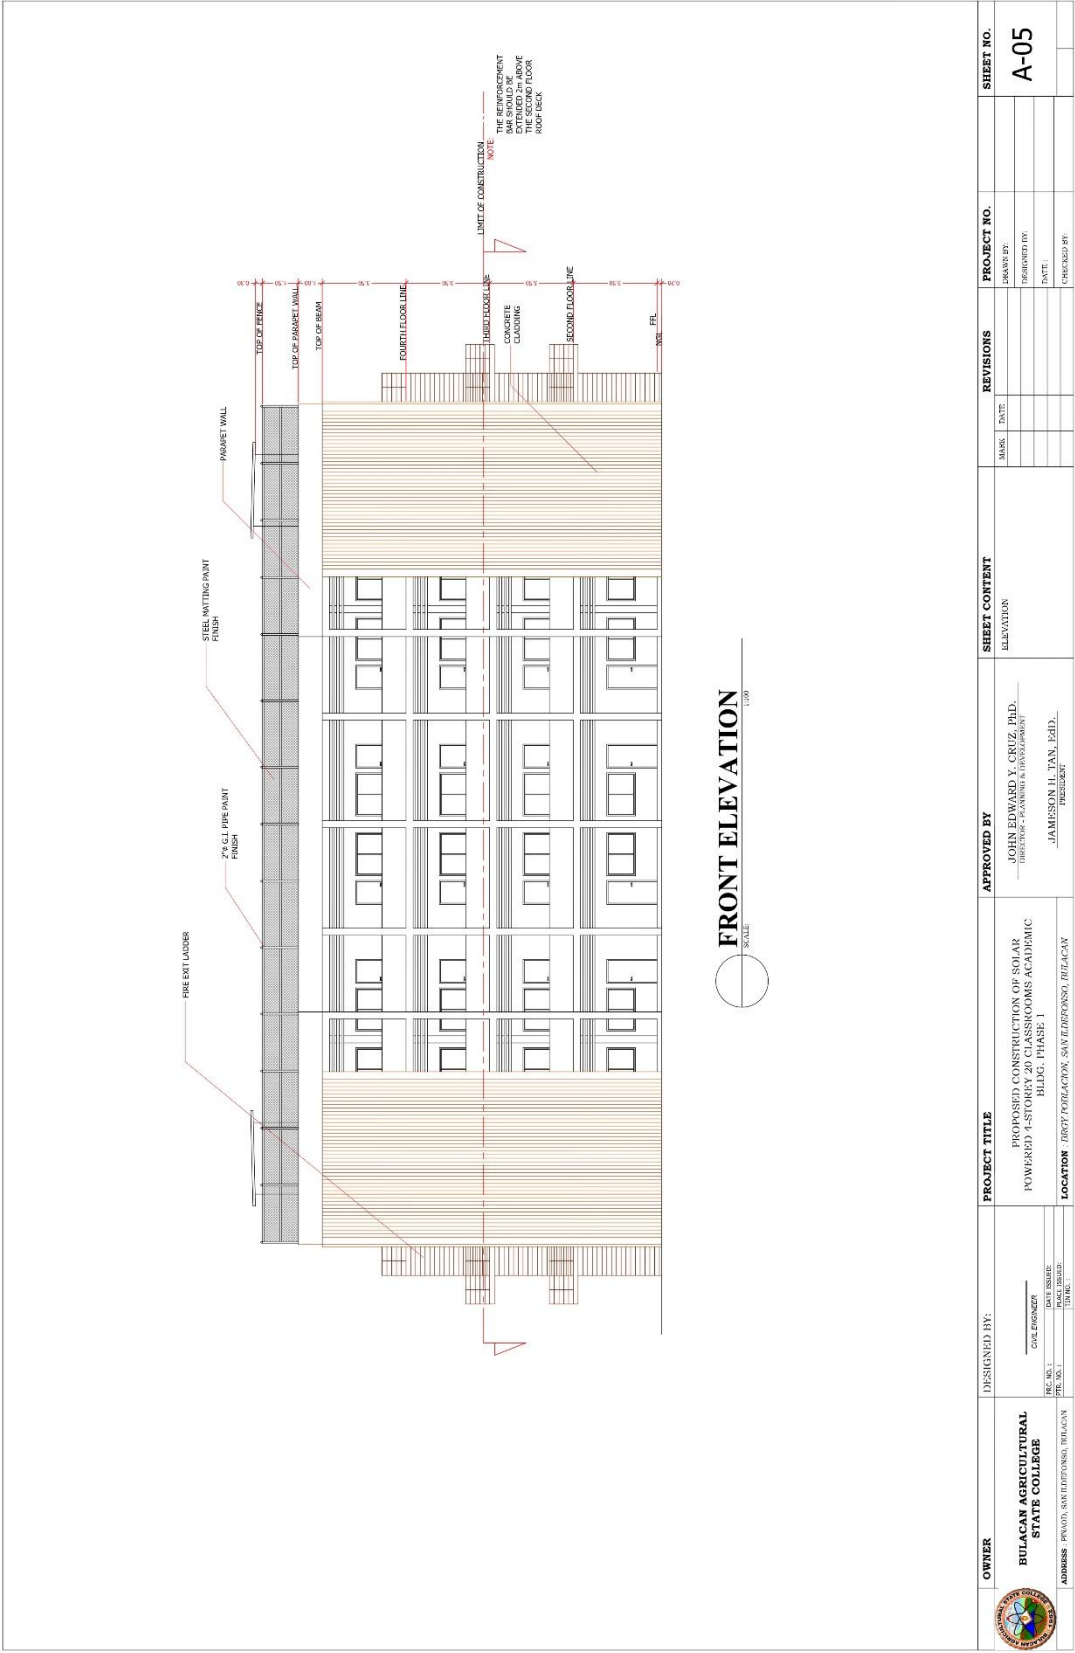 FIRE EXIT LADDER
2"Ø G.I. PIPE PAINT
FINISH
STEEL MATTING PAINT
FINISH
PARAPET WALL
TOP OF FENCE
TOP OF PARAPET WALL
TOP OF BEAM
FOURTH FLOOR LINE
THIRD FLOOR LINE
CONCRETE
CLADDING
SECOND FLOOR LINE
FFL
NGL
LIMIT OF CONSTRUCTION
NOTE:
THE REINFORCEMENT
BAR SHOULD BE
EXTENDED 2m ABOVE
THE SECOND FLOOR
ROOF DECK
FRONT ELEVATION
SCALE:
1:100
OWNER
BULACAN AGRICULTURAL
STATE COLLEGE
ADDRESS : PINAOD, SAN ILDEFONSO, BULACAN
DESIGNED BY:
CIVIL ENGINEER
PRC. NO. :
DATE ISSUED:
PTR. NO. :
PLACE ISSUED:
TIN NO. :
PROJECT TITLE
PROPOSED CONSTRUCTION OF SOLAR
POWERED 4-STOREY 20 CLASSROOMS ACADEMIC
BLDG. PHASE 1
LOCATION : BRGY POBLACION, SAN ILDEFONSO, BULACAN
APPROVED BY
JOHN EDWARD Y. CRUZ, PhD.
DIRECTOR - PLANNING & DEVELOPMENT
JAMESON H. TAN, EdD.
PRESIDENT
SHEET CONTENT
ELEVATION
REVISIONS
MARK
DATE
PROJECT NO.
DRAWN BY:
DESIGNED BY:
DATE :
CHECKED BY:
SHEET NO.
A-05